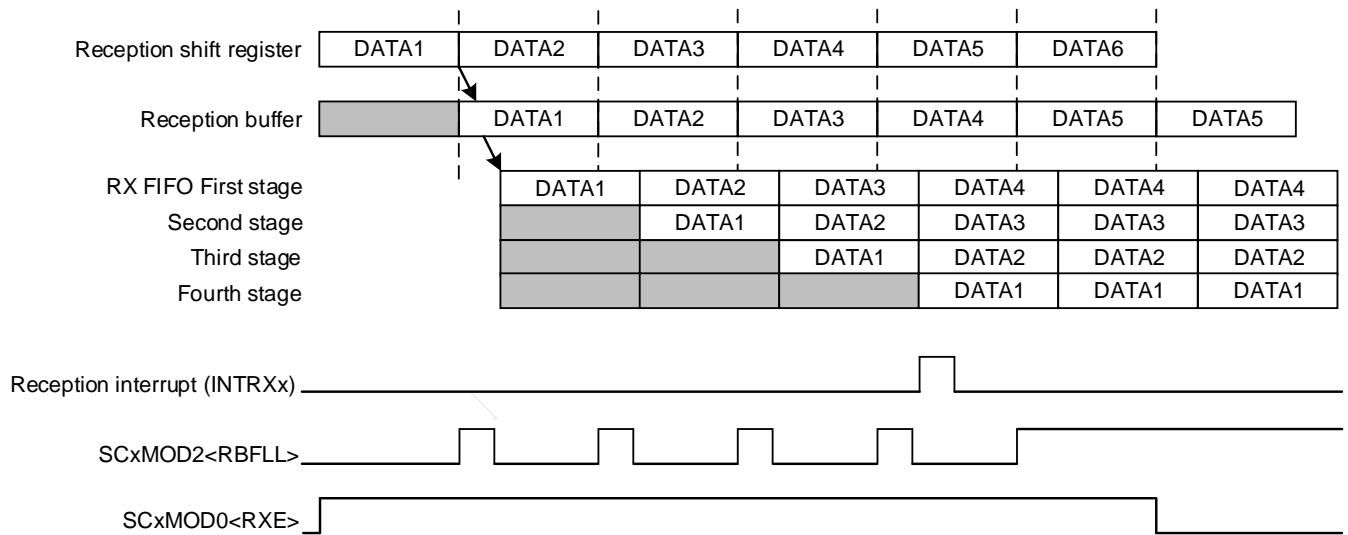 Reception shift register DATA1 DATA2 DATA3 DATA4 DATA5 DATA6
Reception buffer DATA1 DATA2 DATA3 DATA4 DATA5 DATA5
RX FIFO First stage DATA1 DATA2 DATA3 DATA4 DATA4 DATA4
Second stage DATA1 DATA2 DATA3 DATA3 DATA3
Third stage DATA1 DATA2 DATA2 DATA2
Fourth stage DATA1 DATA1 DATA1
Reception interrupt (INTRXx)
SCxMOD2<RBFLL>
SCxMOD0<RXE>